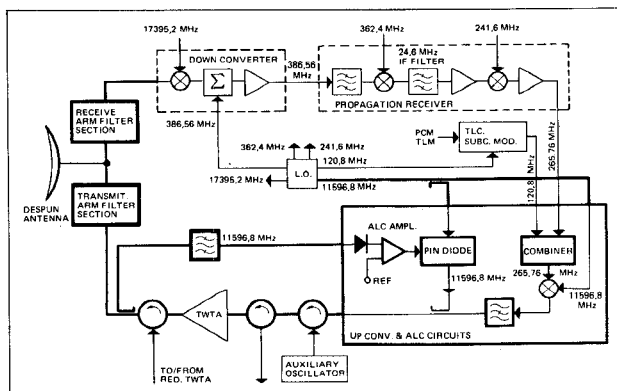 17395,2 MHz
DOWN CONVERTER
Σ
386,56 MHz
386,56 MHz
362,4 MHz
24,6 MHz
IF FILTER
241,6 MHz
PROPAGATION RECEIVER
RECEIVE
ARM FILTER
SECTION
TRANSMIT.
ARM FILTER
SECTION
DESPUN
ANTENNA
362,4 MHz
241,6 MHz
120,8 MHz
L.O.
17395,2 MHz
11596,8 MHz
PCM
TLM
TLC.
SUBC. MOD.
120,8 MHz
265,76 MHz
11596,8 MHz
ALC AMPL.
REF
PIN DIODE
11596,8
MHz
COMBINER
265,76 MHz
11596,8
MHz
UP CONV. & ALC CIRCUITS
TWTA
TO/FROM
RED. TWTA
AUXILIARY
OSCILLATOR